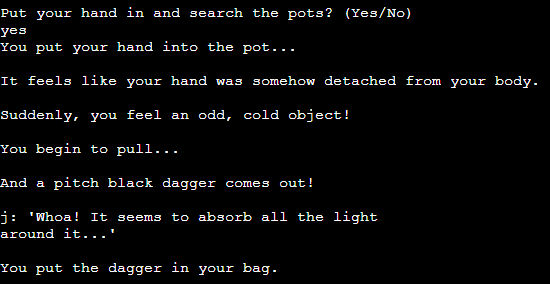 Put your hand in and search the pots? (Yes/No)
yes
You put your hand into the pot...
It feels like your hand was somehow detached from your body.
Suddenly, you feel an odd, cold object!
You begin to pull...
And a pitch black dagger comes out!
j: 'Whoa! It seems to absorb all the light
around it...'
You put the dagger in your bag.